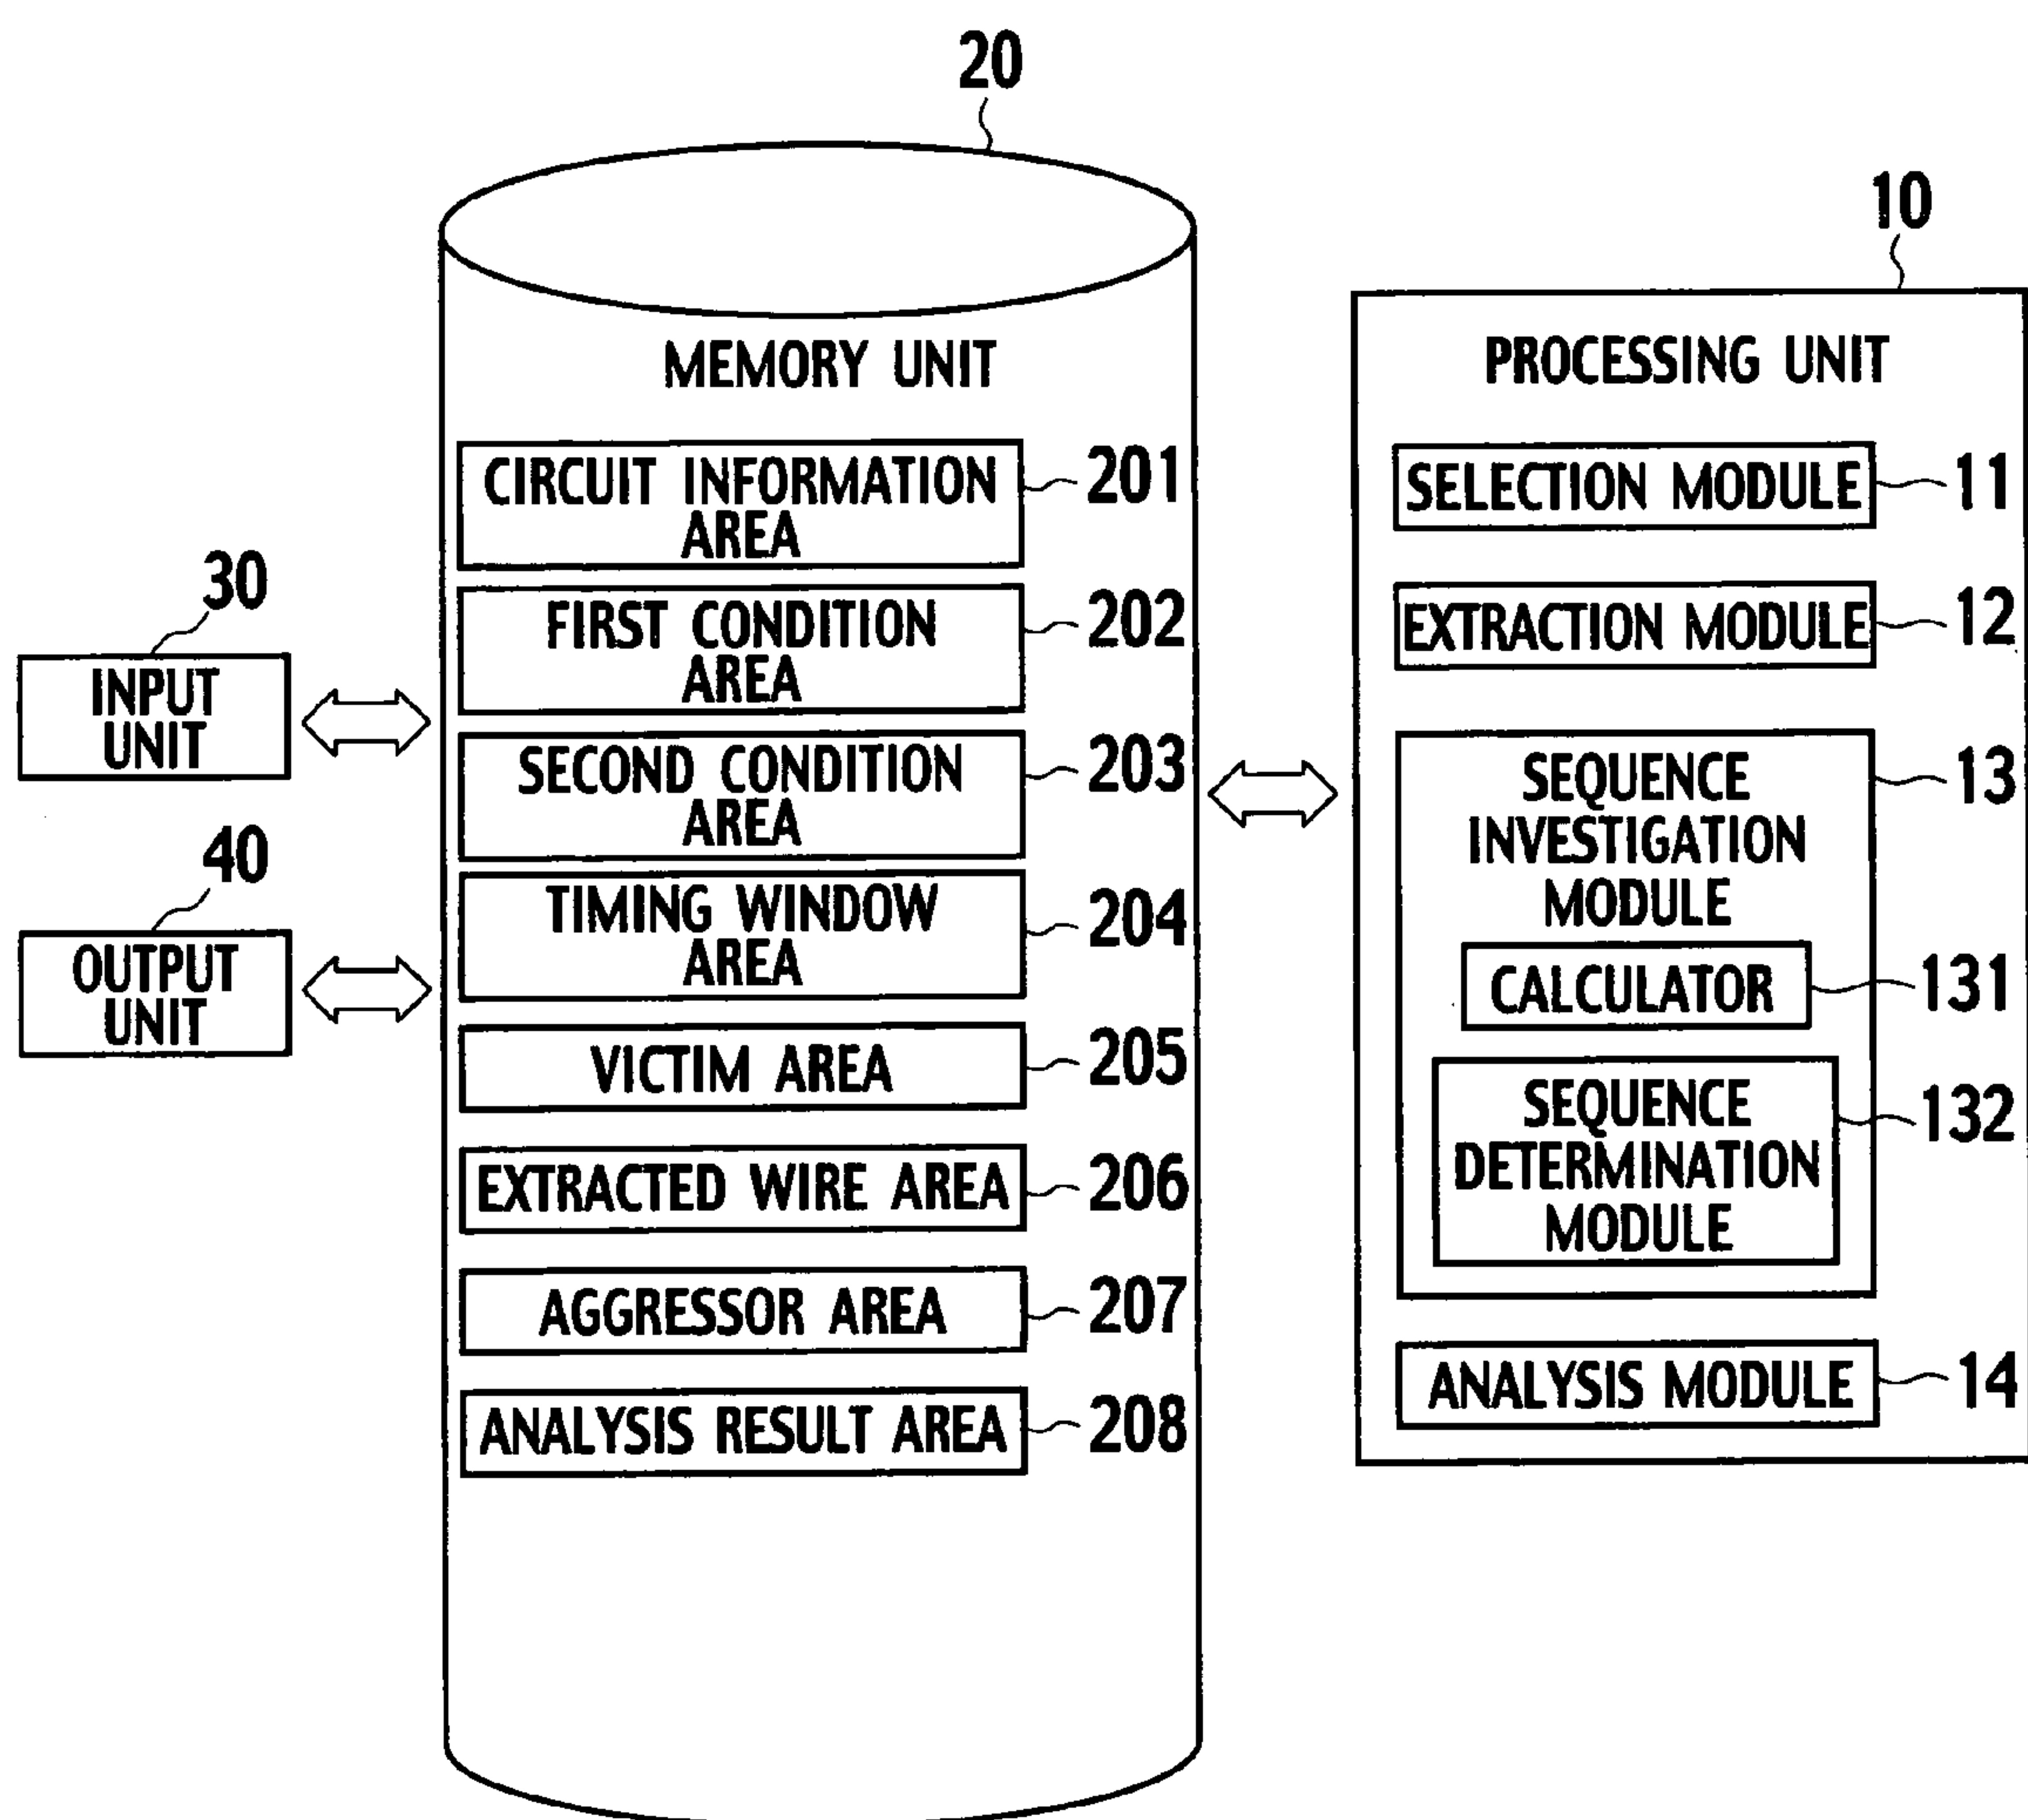 20
10
MEMORY UNIT
CIRCUIT INFORMATION
AREA
201
FIRST CONDITION
AREA
202
SECOND CONDITION
AREA
203
TIMING WINDOW
AREA
204
VICTIM AREA
205
EXTRACTED WIRE AREA
206
AGGRESSOR AREA
207
ANALYSIS RESULT AREA
208
30
INPUT
UNIT
40
OUTPUT
UNIT
PROCESSING UNIT
SELECTION MODULE
11
EXTRACTION MODULE
12
SEQUENCE
INVESTIGATION
MODULE
13
CALCULATOR
131
SEQUENCE
DETERMINATION
MODULE
132
ANALYSIS MODULE
14